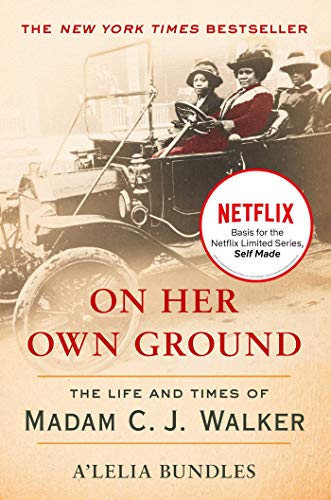 THE NEW YORK TIMES BESTSELLER
NETFLIX
Basis for the
Netflix Limited Series,
Self Made
ON HER
OWN GROUND
THE LIFE AND TIMES OF
MADAM C. J. WALKER
A'LELIA BUNDLES